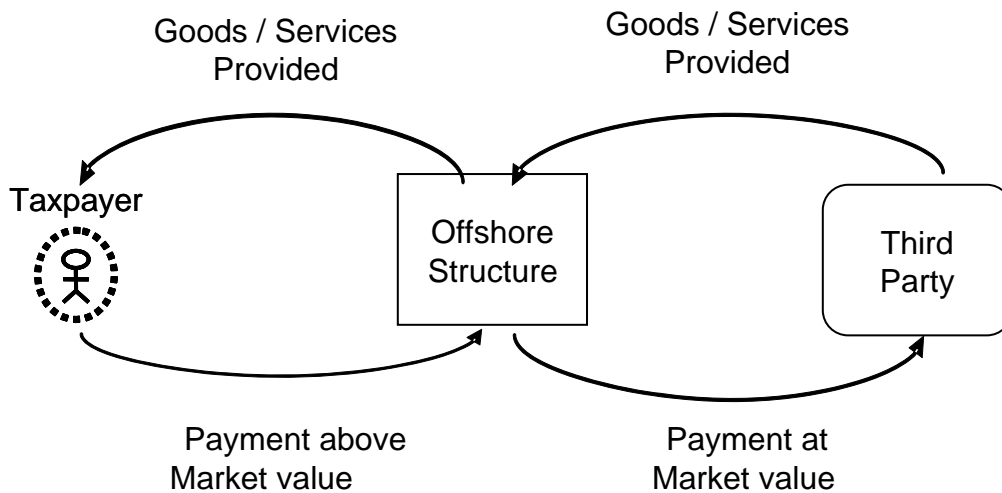 Goods / Services
Provided
Goods / Services
Provided
Taxpayer
Offshore
Structure
Third
Party
Payment above
Market value
Payment at
Market value